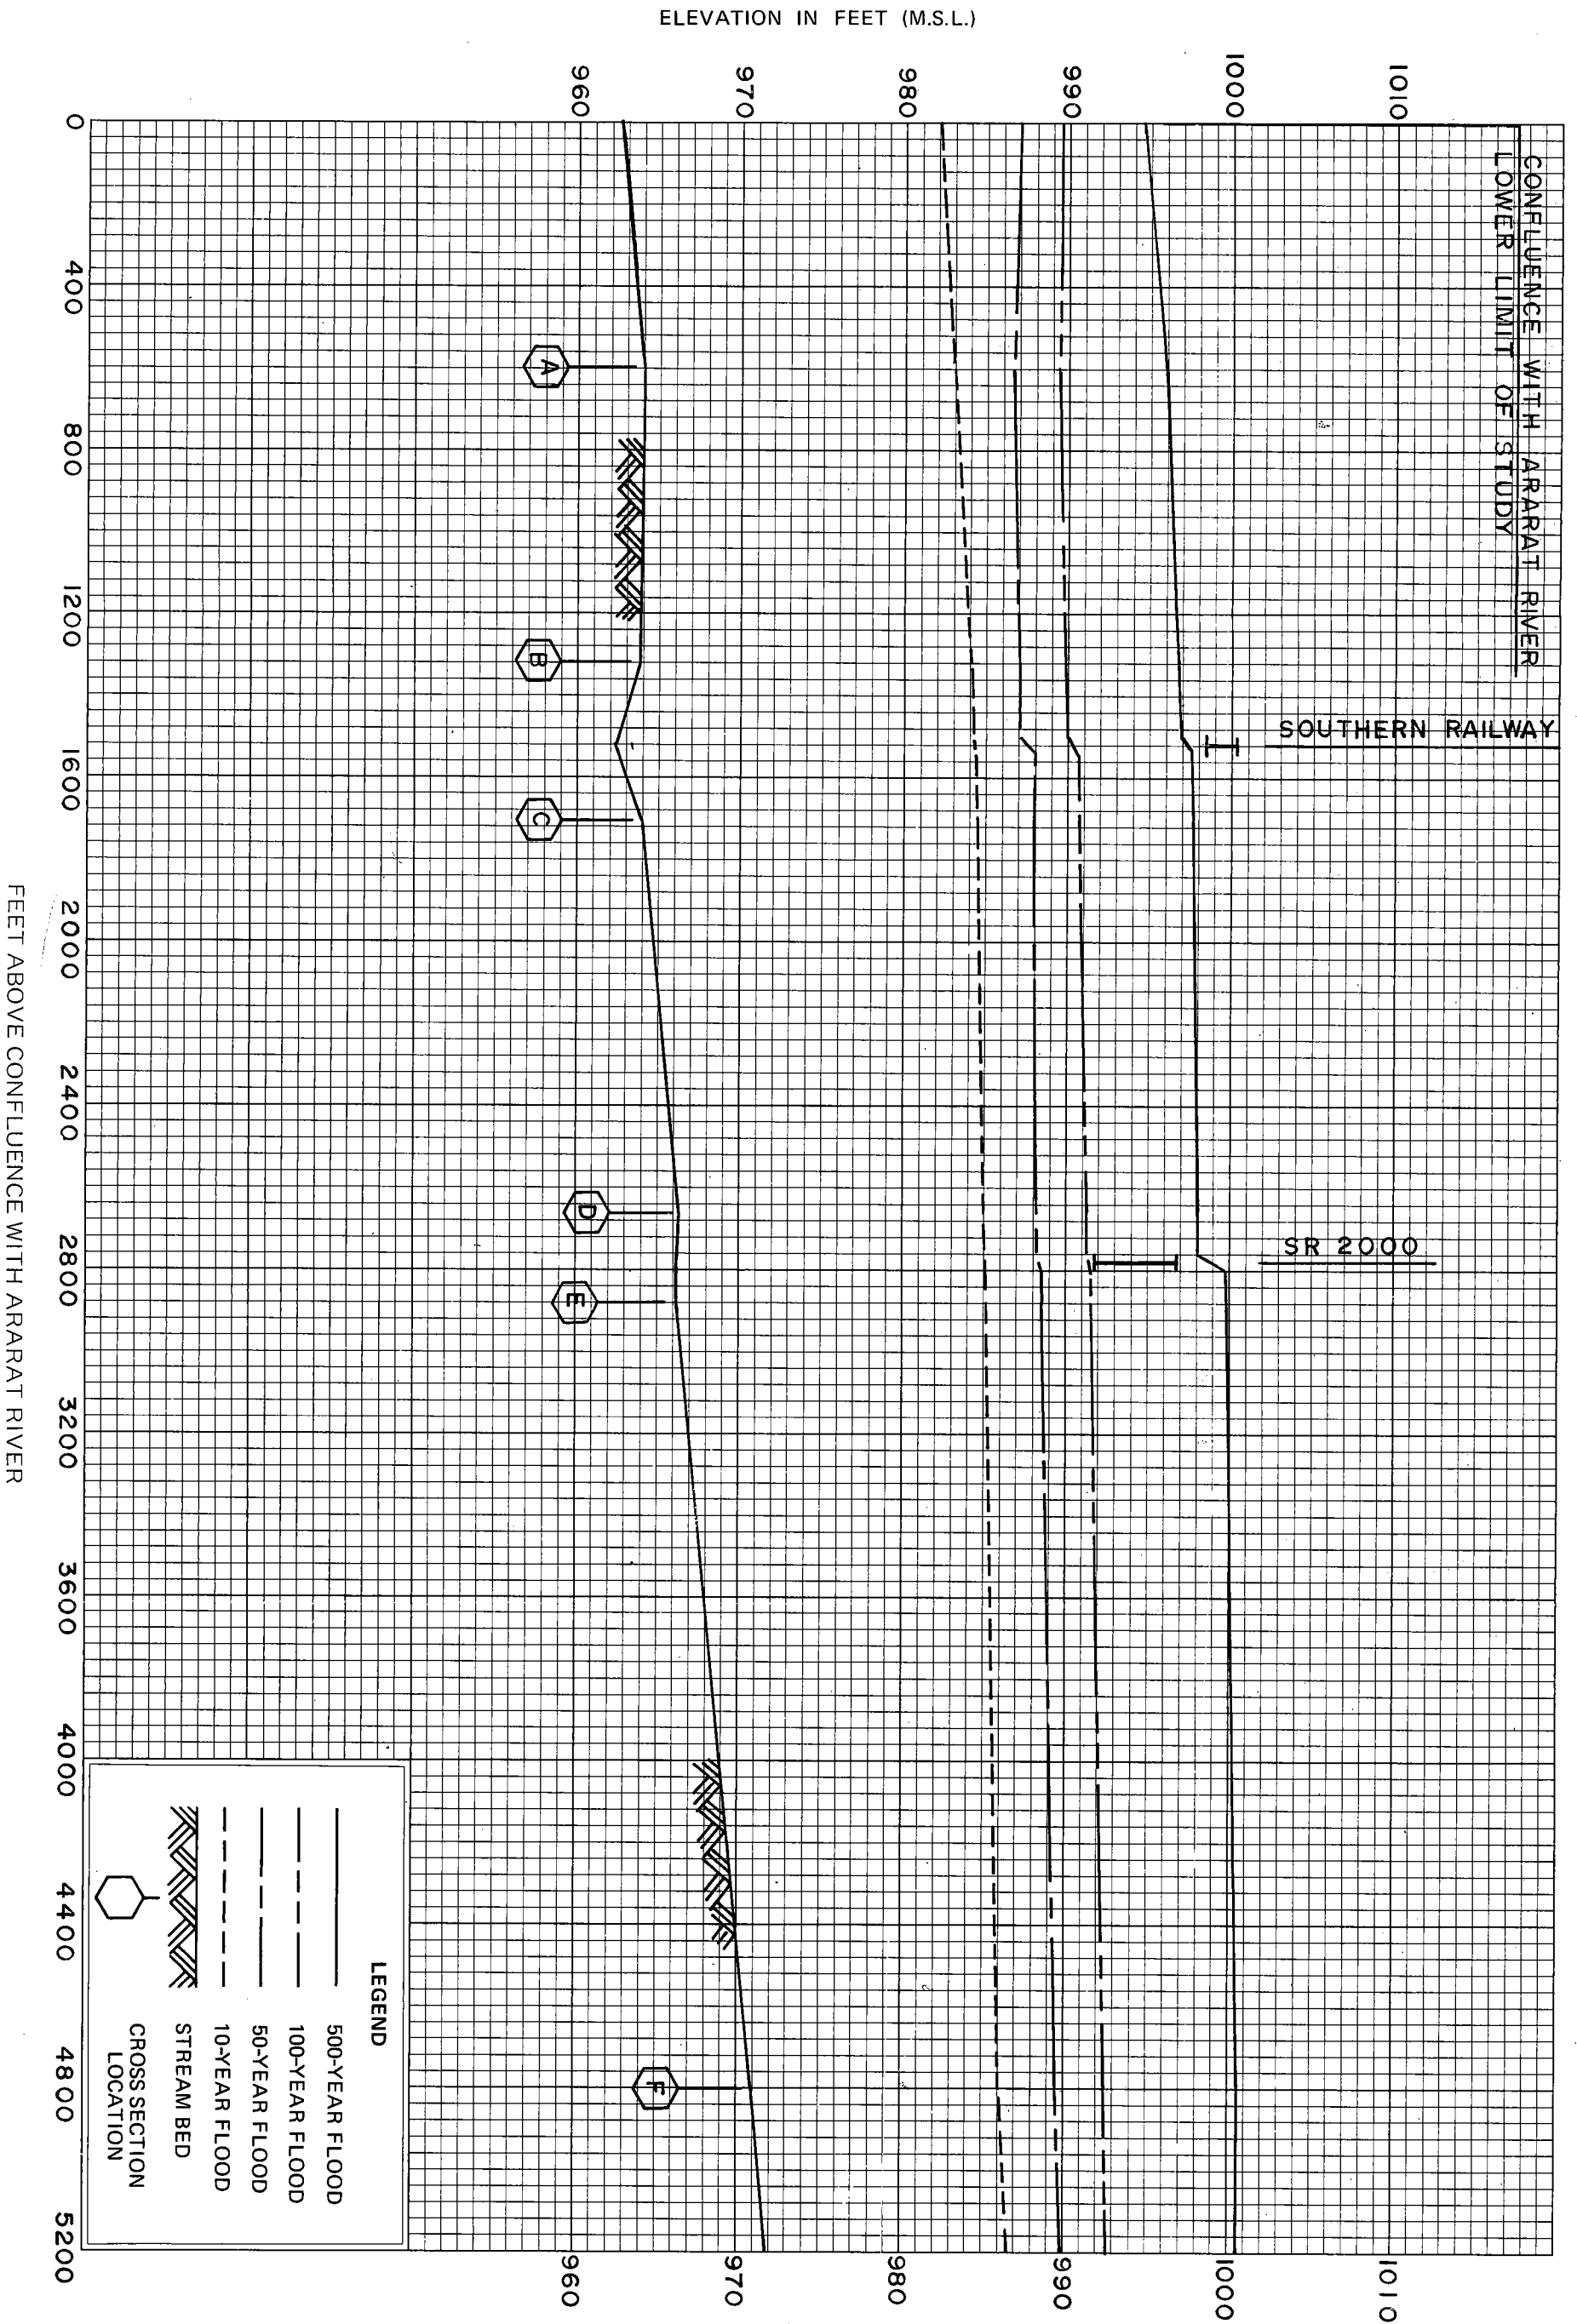 ELEVATION IN FEET (M.S.L.)
1010
1000
990
980
970
960
CONFLUENCE WITH ARARAT RIVER
LOWER LIMIT OF STUDY
SOUTHERN RAILWAY
SR 2000
A
B
C
D
E
F
1010
1000
990
980
970
960
0
400
800
1200
1600
2000
2400
2800
3200
3600
4000
4400
4800
5200
FEET ABOVE CONFLUENCE WITH ARARAT RIVER
LEGEND
500-YEAR FLOOD
100-YEAR FLOOD
50-YEAR FLOOD
10-YEAR FLOOD
STREAM BED
CROSS SECTION
LOCATION